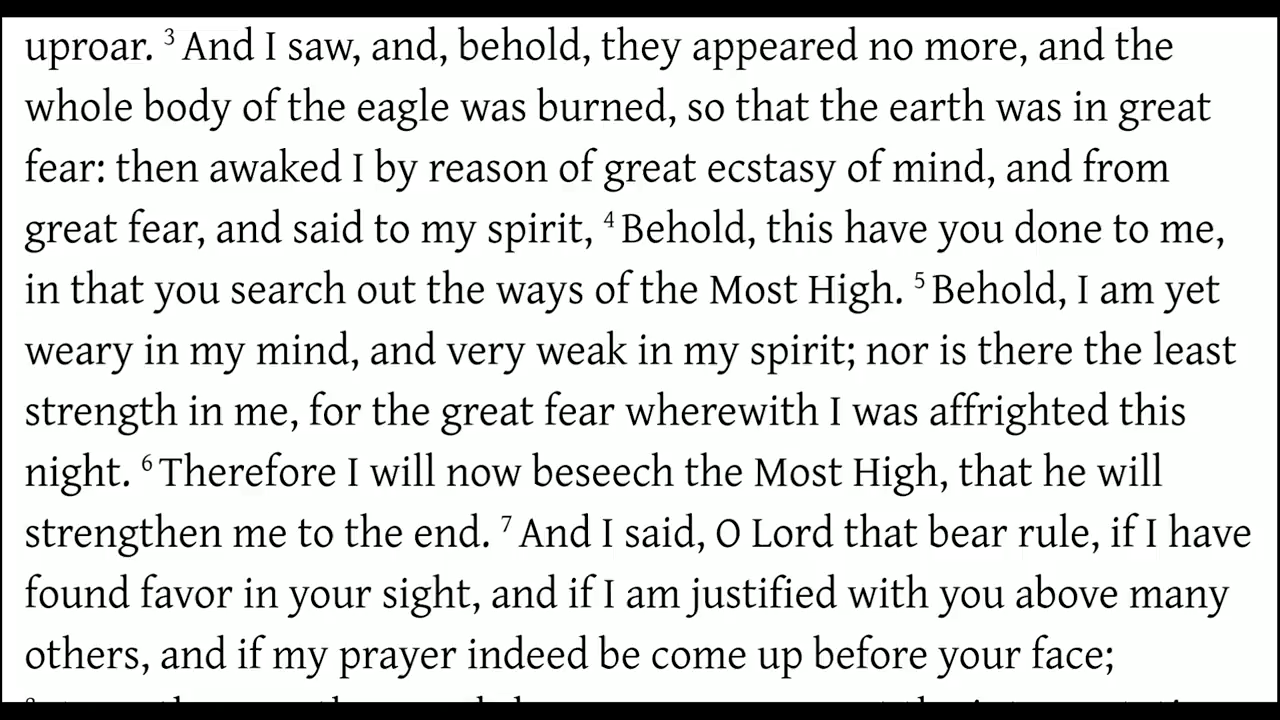 uproar. ³ And I saw, and, behold, they appeared no more, and the
whole body of the eagle was burned, so that the earth was in great
fear: then awaked I by reason of great ecstasy of mind, and from
great fear, and said to my spirit, ⁴ Behold, this have you done to me,
in that you search out the ways of the Most High. ⁵ Behold, I am yet
weary in my mind, and very weak in my spirit; nor is there the least
strength in me, for the great fear wherewith I was affrighted this
night. ⁶ Therefore I will now beseech the Most High, that he will
strengthen me to the end. ⁷ And I said, O Lord that bear rule, if I have
found favor in your sight, and if I am justified with you above many
others, and if my prayer indeed be come up before your face;